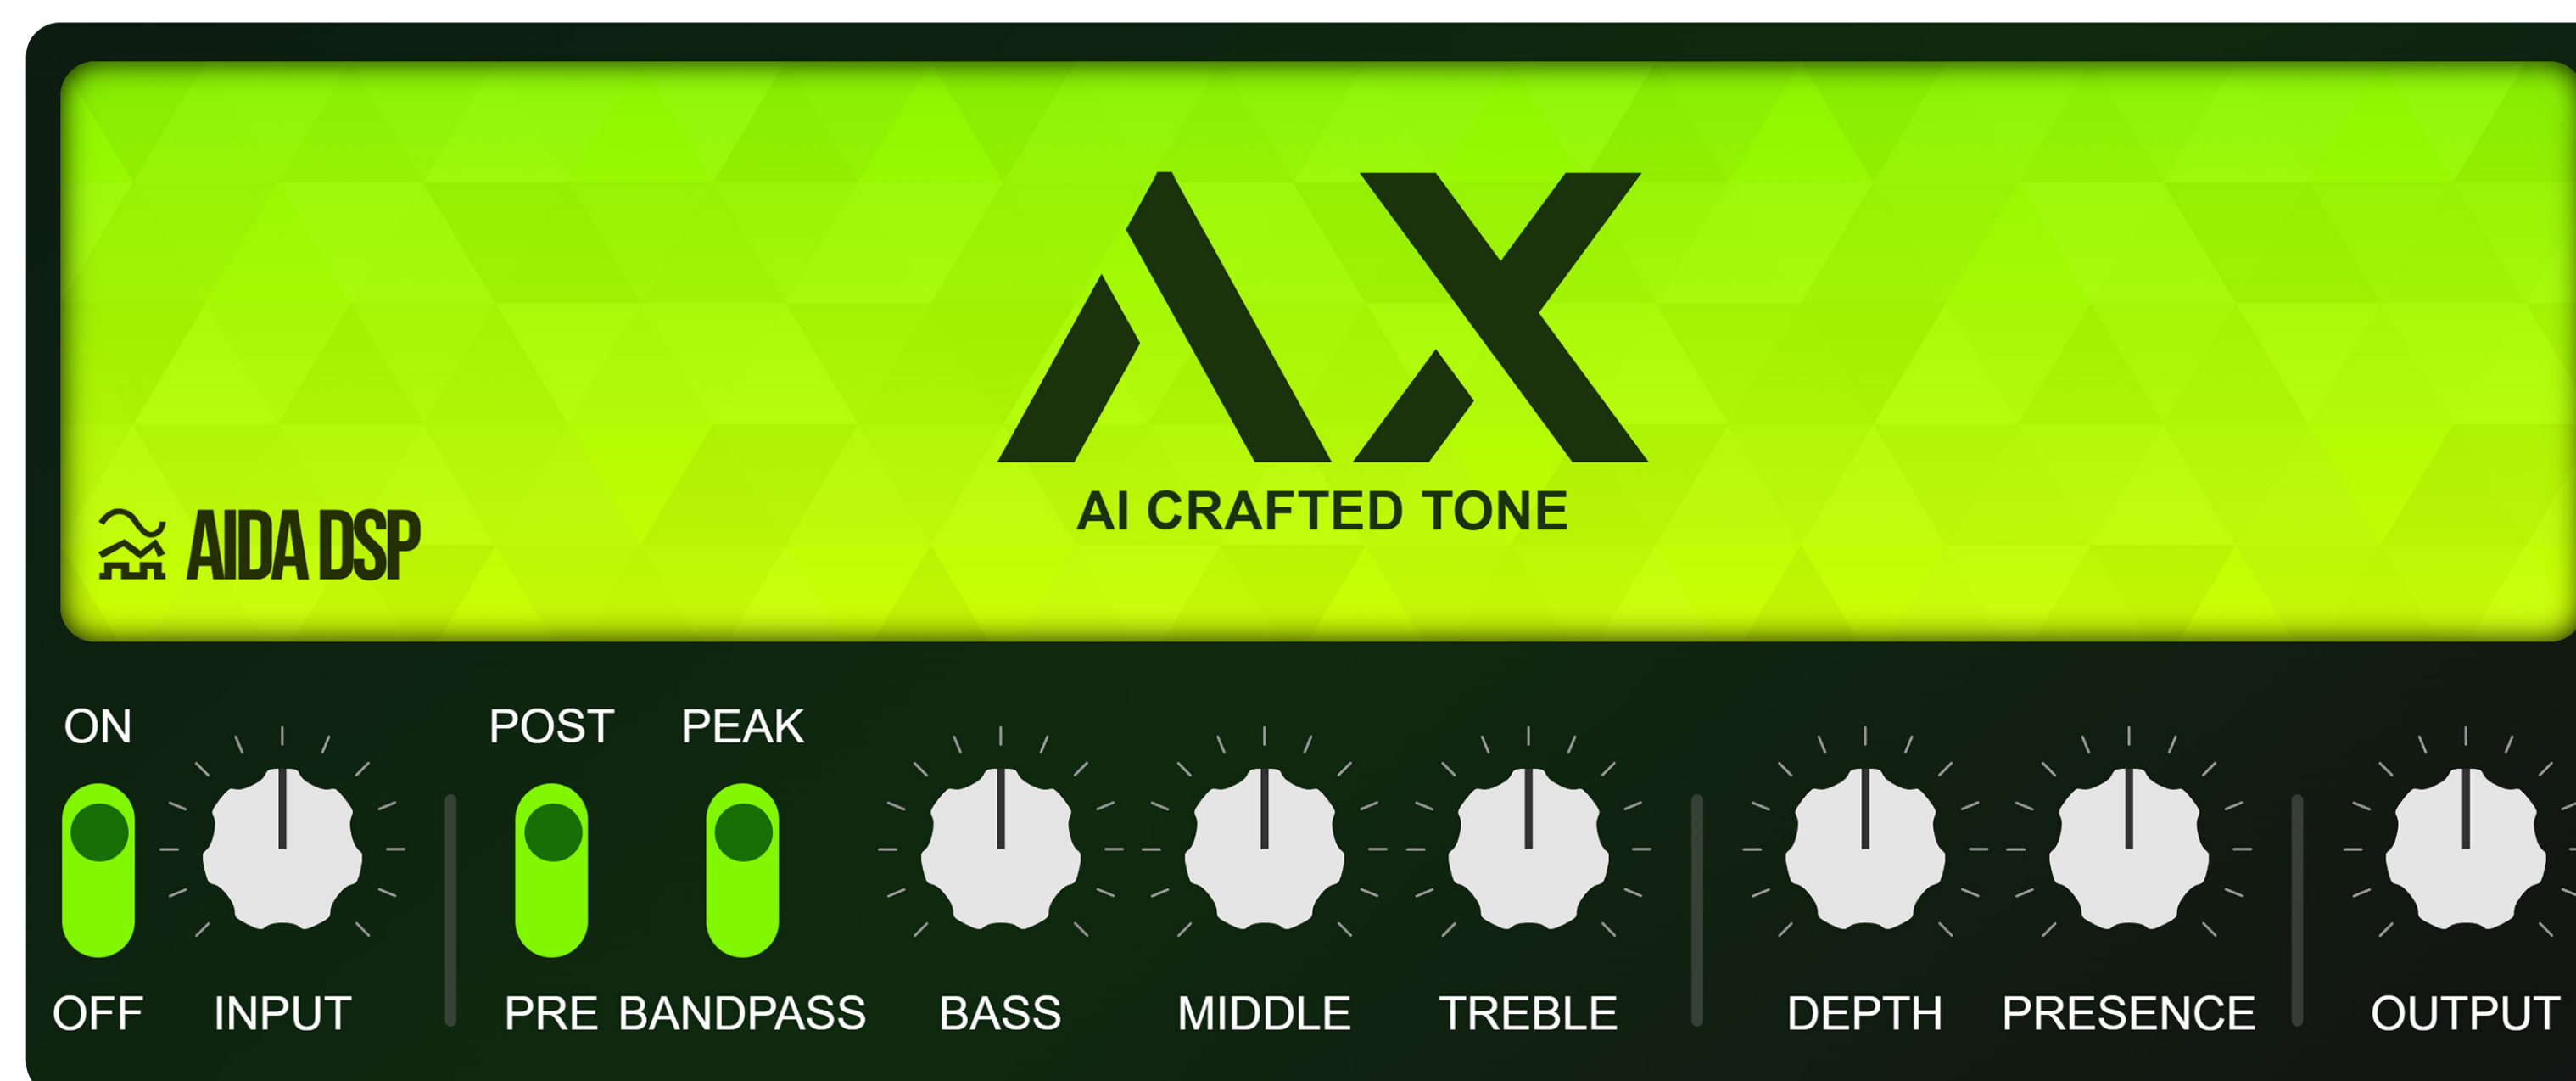 AX
AI CRAFTED TONE
AIDA DSP
ON POST PEAK
OFF INPUT PRE BANDPASS BASS MIDDLE TREBLE DEPTH PRESENCE OUTPUT